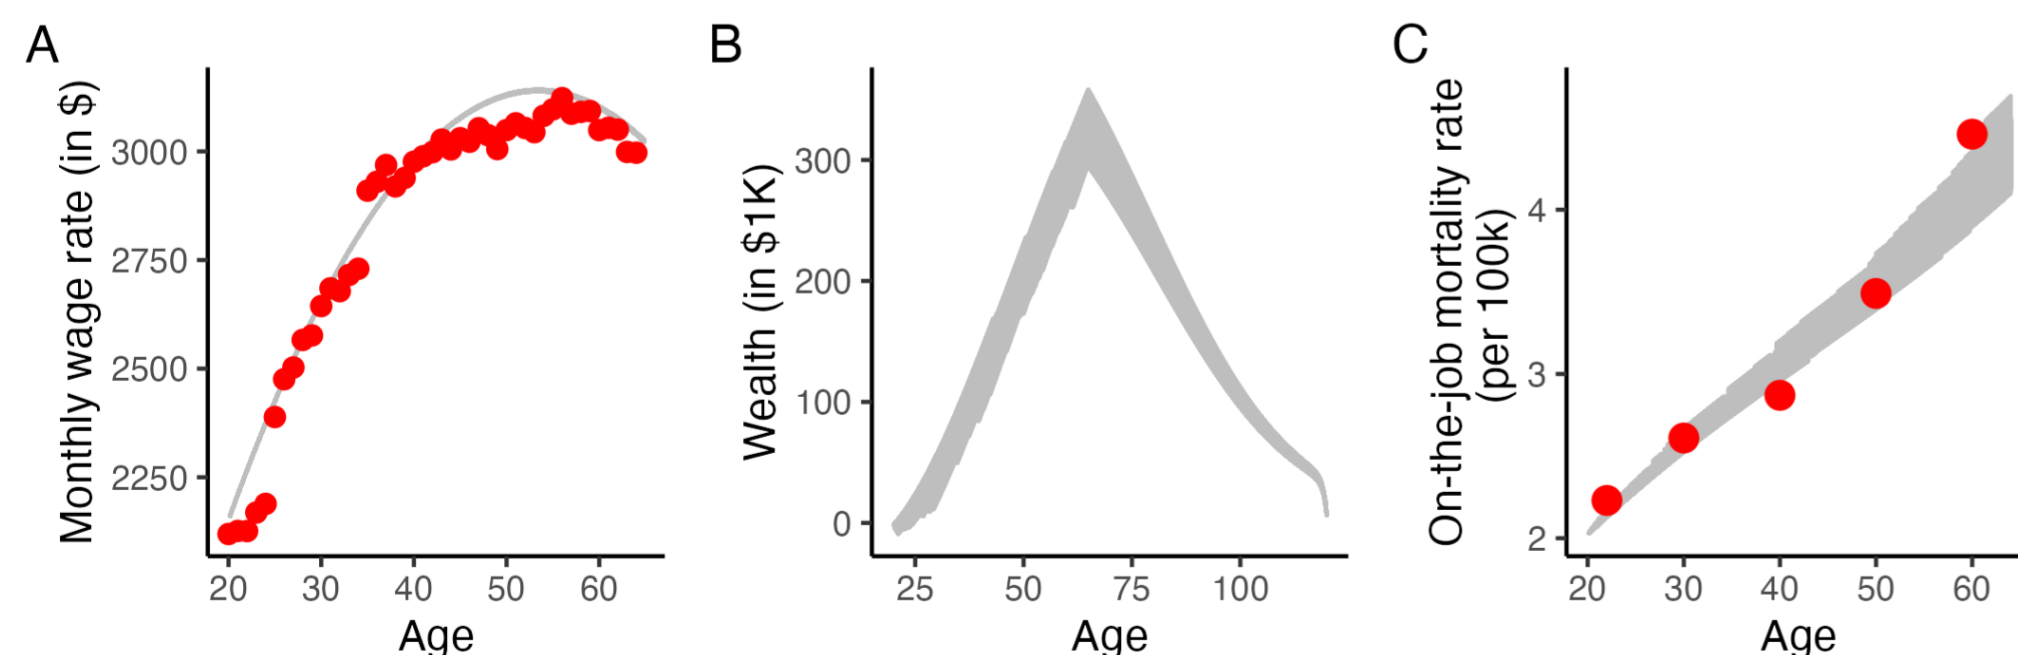 A
Monthly wage rate (in $)
3000
2750
2500
2250
20 30 40 50 60
Age
B
Wealth (in $1K)
300
200
100
0
25 50 75 100
Age
C
On-the-job mortality rate
(per 100k)
4
3
2
20 30 40 50 60
Age